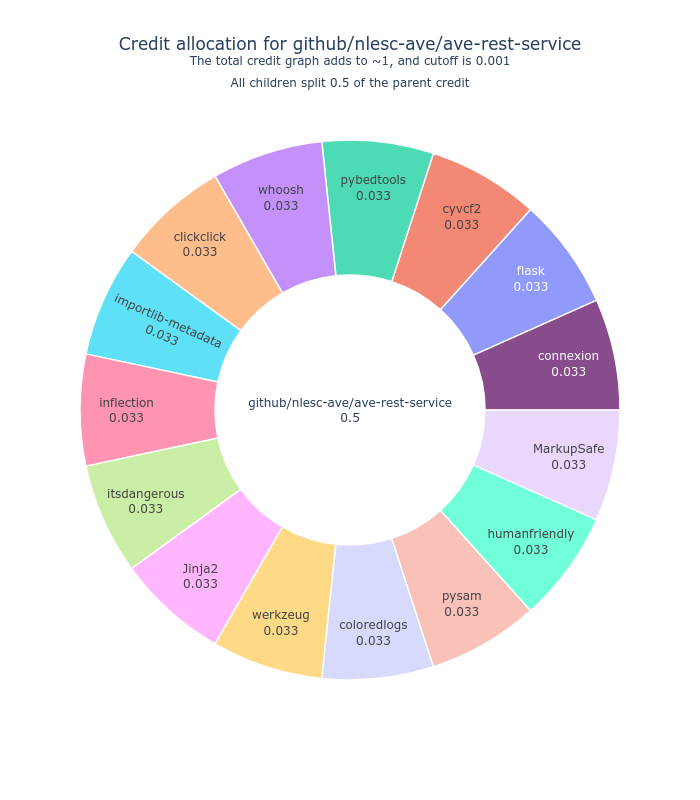 Credit allocation for github/nlesc-ave/ave-rest-service
The total credit graph adds to ~1, and cutoff is 0.001
All children split 0.5 of the parent credit
pybedtools
0.033
whoosh
0.033
cyvcf2
0.033
clickclick
0.033
flask
0.033
importlib-metadata
0.033
connexion
0.033
github/nlesc-ave/ave-rest-service
0.5
inflection
0.033
MarkupSafe
0.033
itsdangerous
0.033
humanfriendly
0.033
Jinja2
0.033
pysam
0.033
werkzeug
0.033
coloredlogs
0.033